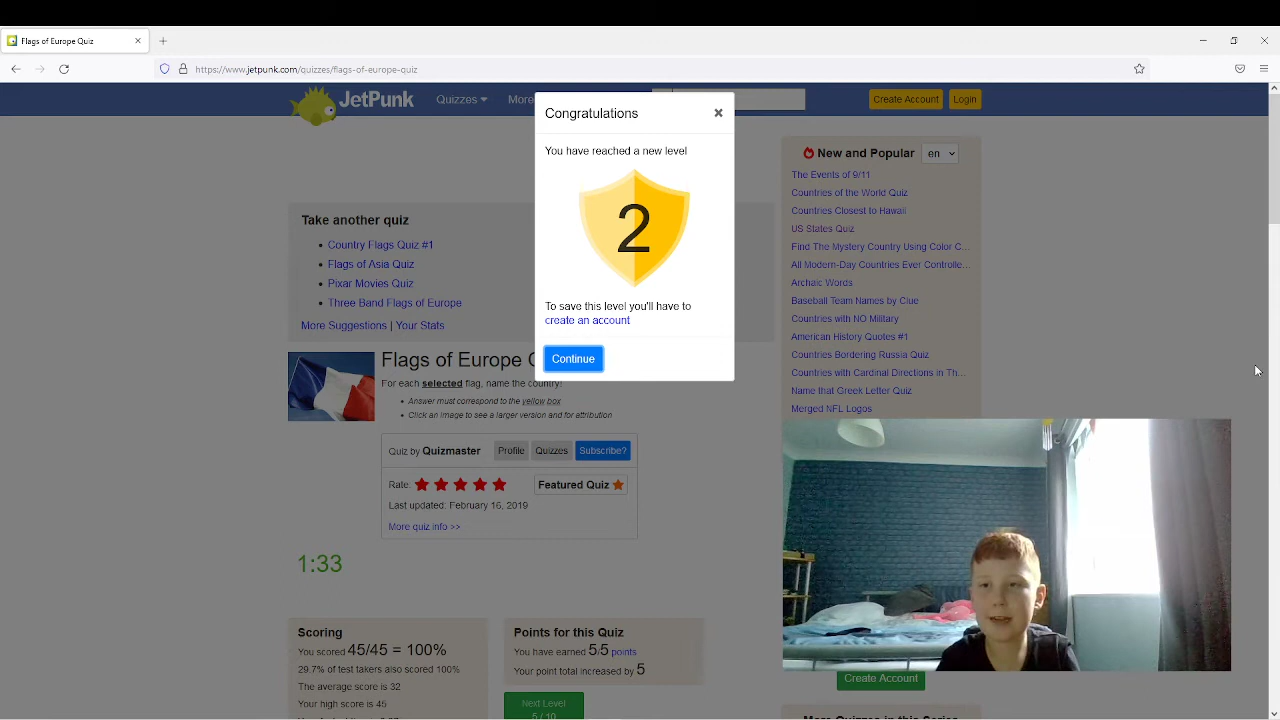 Flags of Europe Quiz
https://www.jetpunk.com/quizzes/flags-of-europe-quiz
JetPunk
Quizzes
More
Create Account
Login
Congratulations
You have reached a new level
2
To save this level you'll have to
create an account
Continue
Take another quiz
Country Flags Quiz #1
Flags of Asia Quiz
Pixar Movies Quiz
Three Band Flags of Europe
More Suggestions | Your Stats
Flags of Europe
For each selected flag, name the country!
Answer must correspond to the yellow box
Click an image to see a larger version and for attribution
Quiz by Quizmaster
Profile
Quizzes
Subscribe?
Rate:
Featured Quiz
Last updated: February 16, 2019
More quiz info >>
1:33
Scoring
You scored 45/45 = 100%
29.7% of test takers also scored 100%
The average score is 32
Your high score is 45
Points for this Quiz
You have earned 5.5 points
Your point total increased by 5
Next Level
5 / 10
New and Popular
en
The Events of 9/11
Countries of the World Quiz
Countries Closest to Hawaii
US States Quiz
Find The Mystery Country Using Color C...
All Modern-Day Countries Ever Controlle...
Archaic Words
Baseball Team Names by Clue
Countries with NO Military
American History Quotes #1
Countries Bordering Russia Quiz
Countries with Cardinal Directions in Th...
Name that Greek Letter Quiz
Merged NFL Logos
Create Account
More Quizzes in this Series